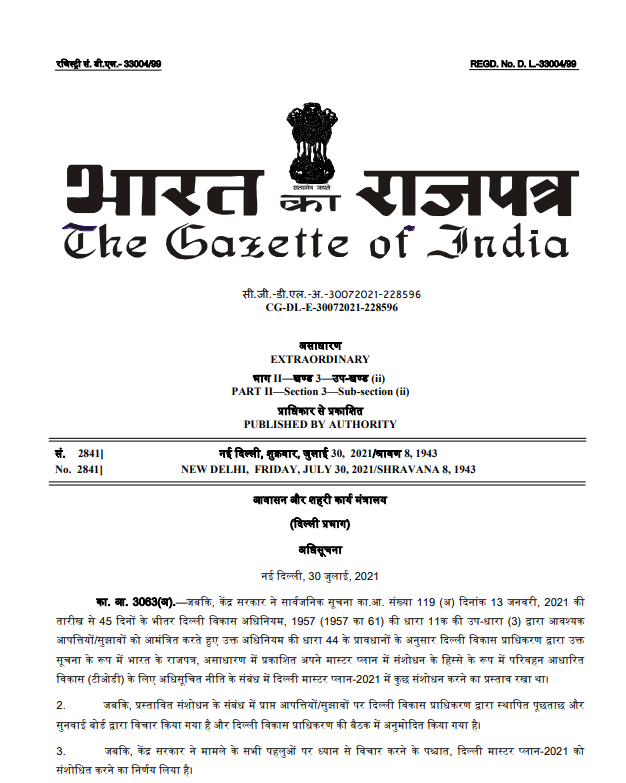 रजिस्ट्री सं. डी.एल.- 33004/99
REGD. No. D. L.-33004/99
सत्यमेव जयते
भारत का राजपत्र
The Gazette of India
सी.जी.-डी.एल.-अ.-30072021-228596
CG-DL-E-30072021-228596
असाधारण
EXTRAORDINARY
भाग II—खण्ड 3—उप-खण्ड (ii)
PART II—Section 3—Sub-section (ii)
प्राधिकार से प्रकाशित
PUBLISHED BY AUTHORITY
सं. 2841]
नई दिल्ली, शुक्रवार, जुलाई 30, 2021/श्रावण 8, 1943
No. 2841]
NEW DELHI, FRIDAY, JULY 30, 2021/SHRAVANA 8, 1943
आवासन और शहरी कार्य मंत्रालय
(दिल्ली प्रभाग)
अधिसूचना
नई दिल्ली, 30 जुलाई, 2021
का. आ. 3063(अ).—जबकि, केंद्र सरकार ने सार्वजनिक सूचना का.आ. संख्या 119 (अ) दिनांक 13 जनवरी, 2021 की
तारीख से 45 दिनों के भीतर दिल्ली विकास अधिनियम, 1957 (1957 का 61) की धारा 11क की उप-धारा (3) द्वारा आवश्यक
आपत्तियों/सुझावों को आमंत्रित करते हुए उक्त अधिनियम की धारा 44 के प्रावधानों के अनुसार दिल्ली विकास प्राधिकरण द्वारा उक्त
सूचना के रूप में भारत के राजपत्र, असाधारण में प्रकाशित अपने मास्टर प्लान में संशोधन के हिस्से के रूप में परिवहन आधारित
विकास (टीओडी) के लिए अधिसूचित नीति के संबंध में दिल्ली मास्टर प्लान-2021 में कुछ संशोधन करने का प्रस्ताव रखा था।
2. जबकि, प्रस्तावित संशोधन के संबंध में प्राप्त आपत्तियों/सुझावों पर दिल्ली विकास प्राधिकरण द्वारा स्थापित पूछताछ और
सुनवाई बोर्ड द्वारा विचार किया गया है और दिल्ली विकास प्राधिकरण की बैठक में अनुमोदित किया गया है।
3. जबकि, केंद्र सरकार ने मामले के सभी पहलुओं पर ध्यान से विचार करने के पश्चात, दिल्ली मास्टर प्लान-2021 को
संशोधित करने का निर्णय लिया है।